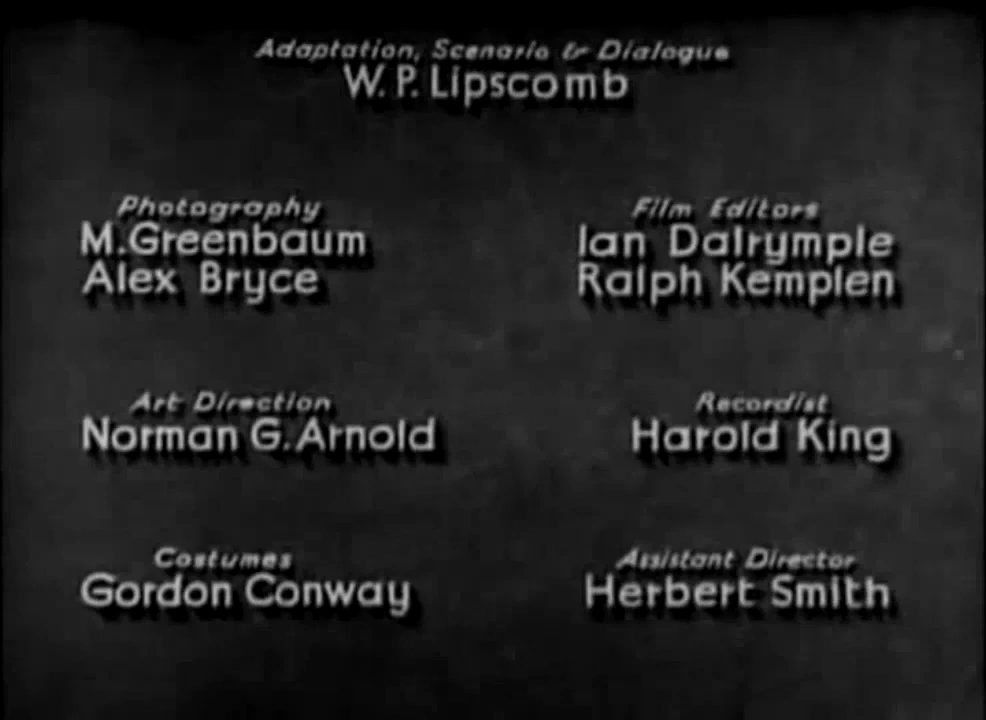 Adaptation, Scenario & Dialogue
W. P. Lipscomb
Photography
M. Greenbaum
Alex Bryce
Film Editors
Ian Dalrymple
Ralph Kemplen
Art Direction
Norman G. Arnold
Recordist
Harold King
Costumes
Gordon Conway
Assistant Director
Herbert Smith